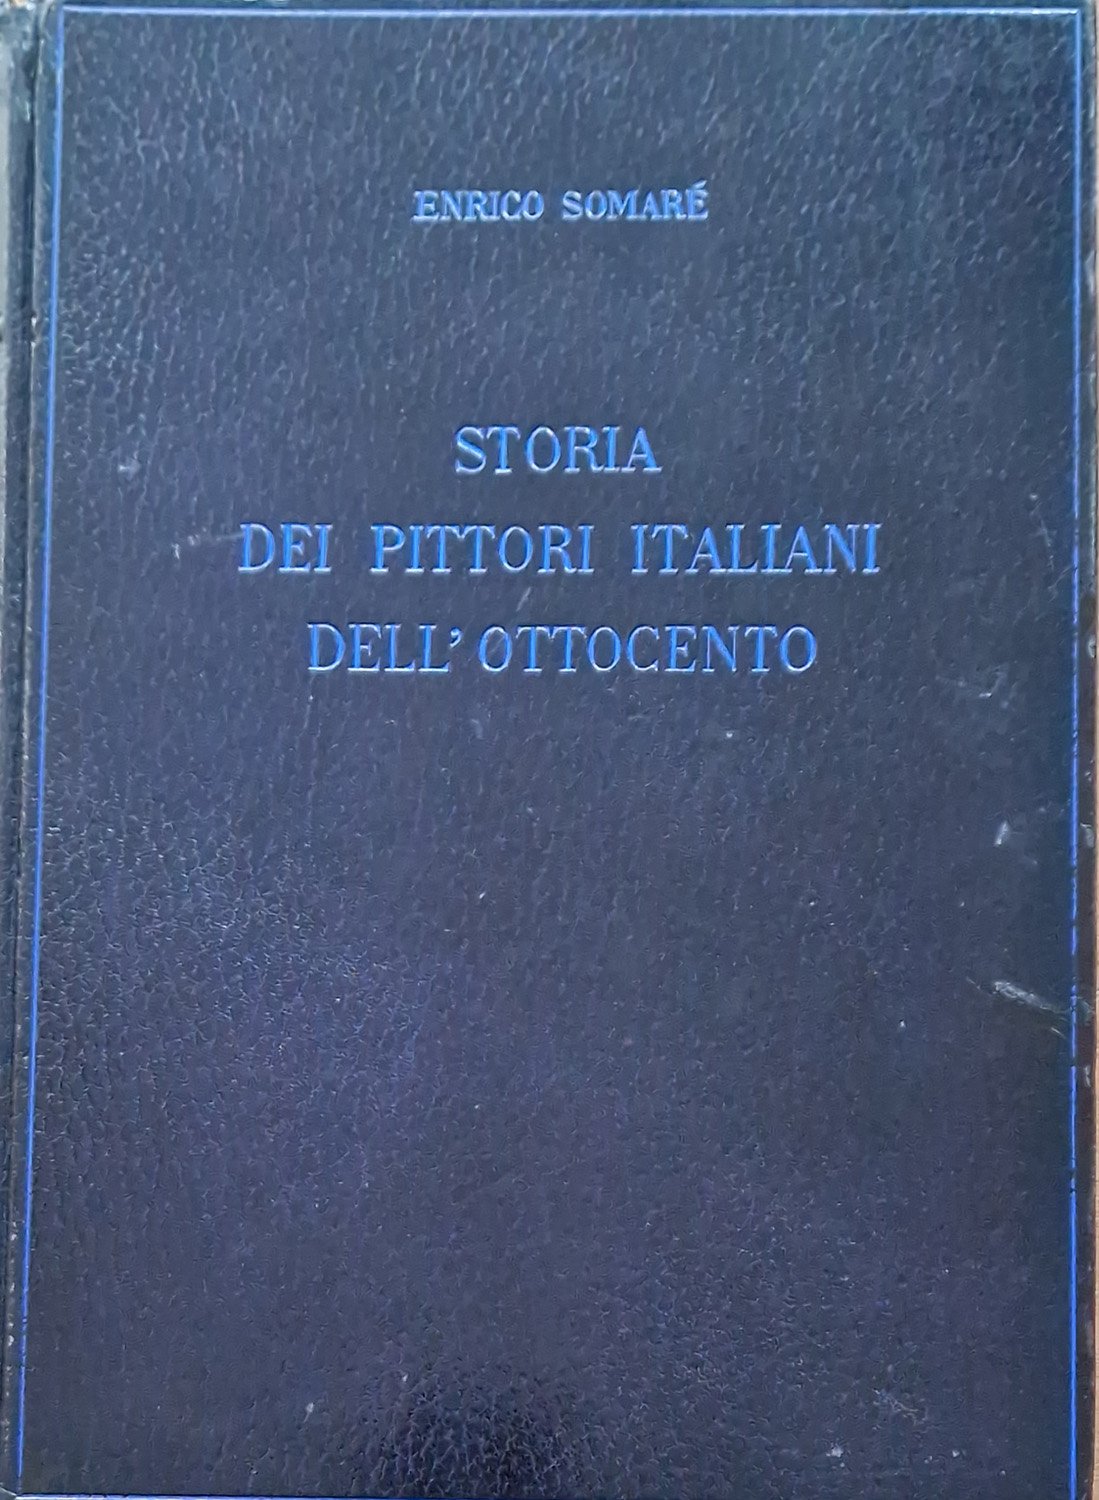 ENRICO SOMARÉ
STORIA
DEI PITTORI ITALIANI
DELL'OTTOCENTO